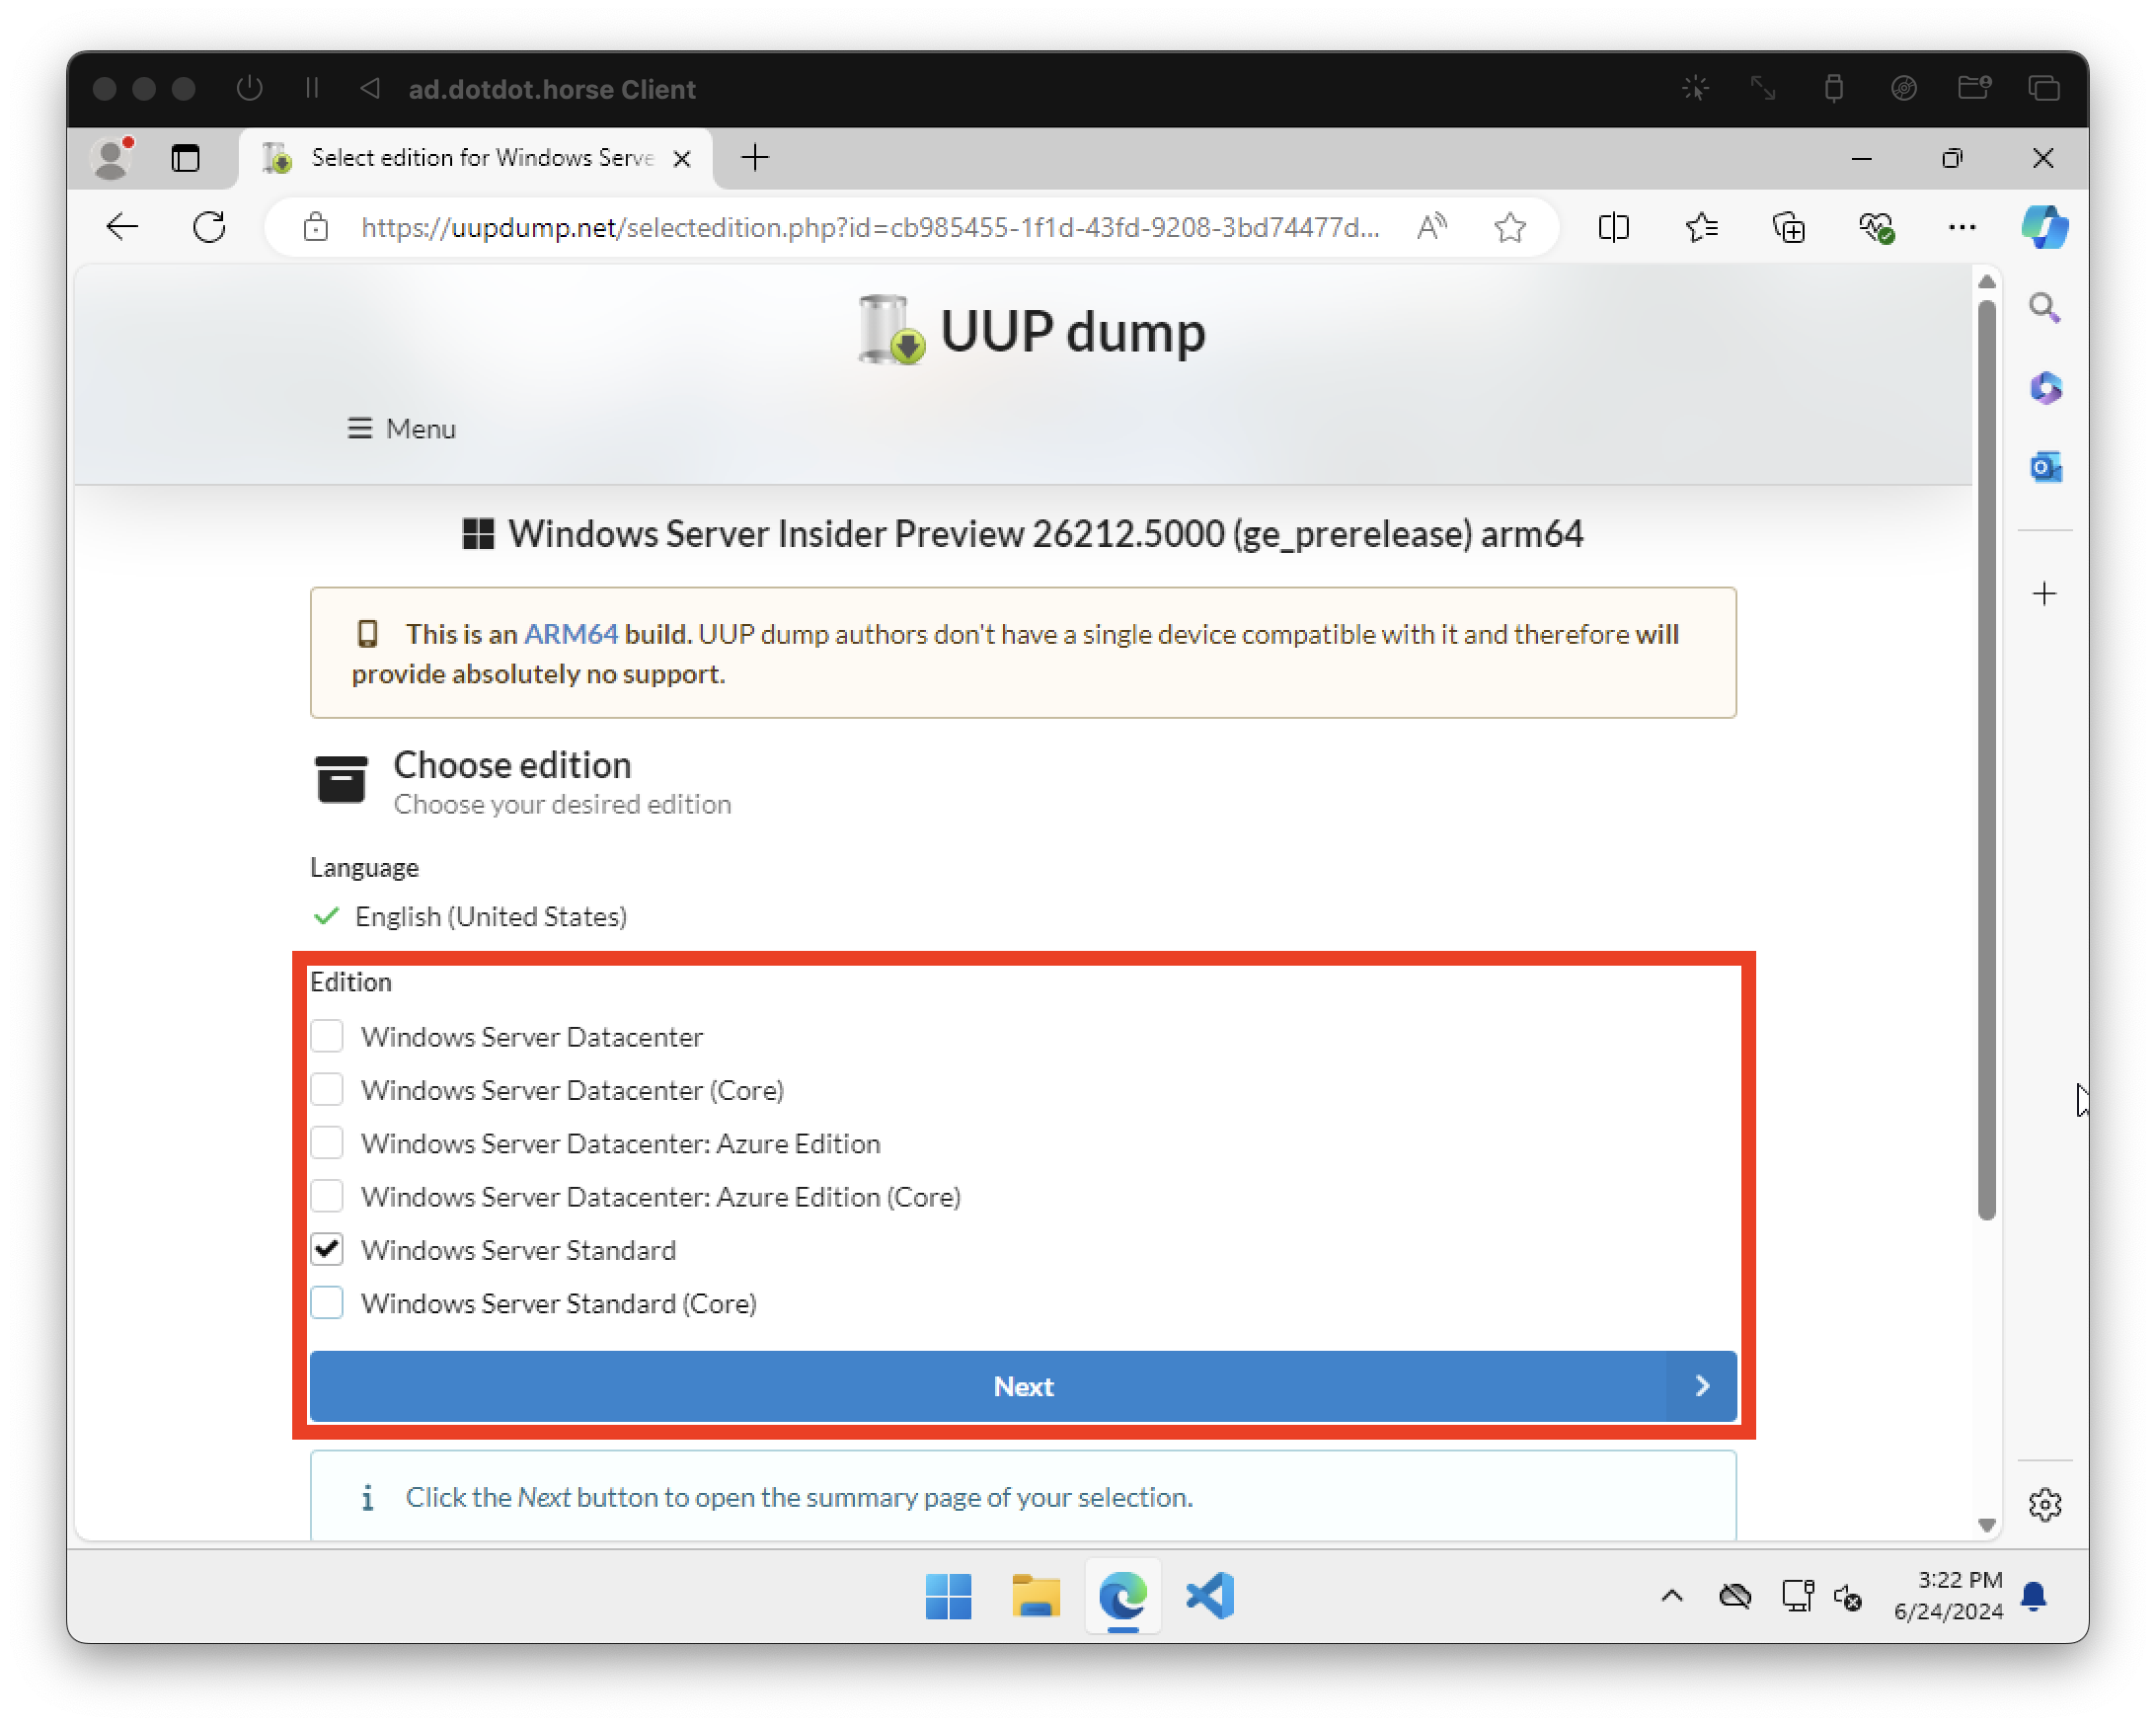 ad.dotdot.horse Client
Select edition for Windows Serve
https://uupdump.net/selectedition.php?id=cb985455-1f1d-43fd-9208-3bd74477d...
UUP dump
Menu
Windows Server Insider Preview 26212.5000 (ge_prerelease) arm64
This is an ARM64 build. UUP dump authors don't have a single device compatible with it and therefore will
provide absolutely no support.
Choose edition
Choose your desired edition
Language
English (United States)
Edition
Windows Server Datacenter
Windows Server Datacenter (Core)
Windows Server Datacenter: Azure Edition
Windows Server Datacenter: Azure Edition (Core)
Windows Server Standard
Windows Server Standard (Core)
Next
Click the Next button to open the summary page of your selection.
3:22 PM
6/24/2024